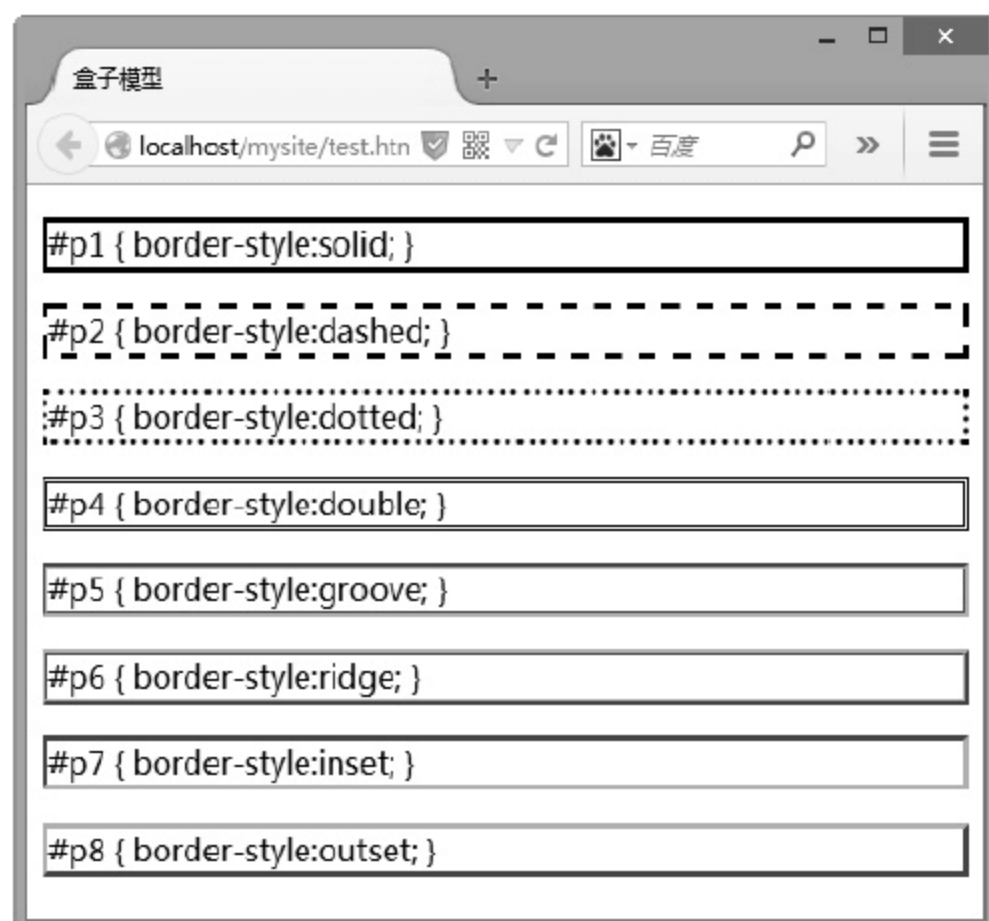 盒子模型
localhost/mysite/test.htn
百度
#p1 { border-style:solid; }
#p2 { border-style:dashed; }
#p3 { border-style:dotted; }
#p4 { border-style:double; }
#p5 { border-style:groove; }
#p6 { border-style:ridge; }
#p7 { border-style:inset; }
#p8 { border-style:outset; }